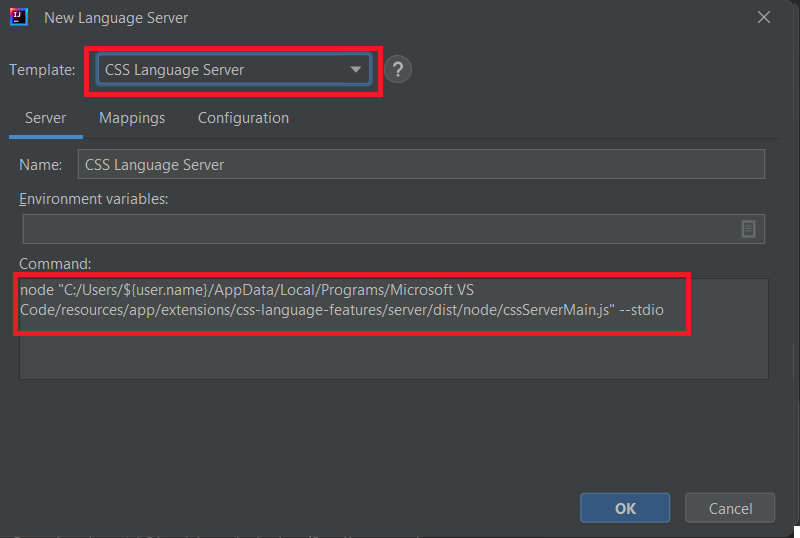 New Language Server
Template: CSS Language Server ?
Server Mappings Configuration
Name: CSS Language Server
Environment variables:
Command:
node "C:/Users/${user.name}/AppData/Local/Programs/Microsoft VS
Code/resources/app/extensions/css-language-features/server/dist/node/cssServerMain.js" --stdio
OK Cancel